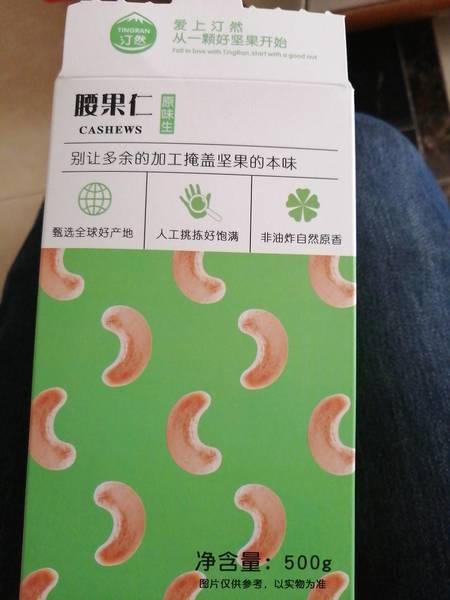 TINGRAN
汀然
爱上汀然
从一颗好坚果开始
Fall in love with TingRan, start with a good nut
腰果仁
原味生
CASHEWS
别让多余的加工掩盖坚果的本味
甄选全球好产地
人工挑拣好饱满
非油炸自然原香
净含量：500g
图片仅供参考，以实物为准